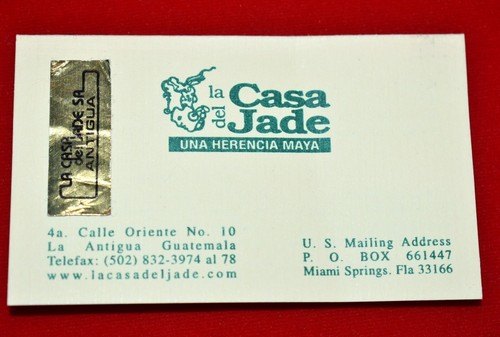 LA CASA
del JADE SA
ANTIGUA
la Casa
del Jade
UNA HERENCIA MAYA
4a. Calle Oriente No. 10
La Antigua Guatemala
Telefax: (502) 832-3974 al 78
www.lacasadeljade.com
U. S. Mailing Address
P. O. BOX 661447
Miami Springs. Fla 33166